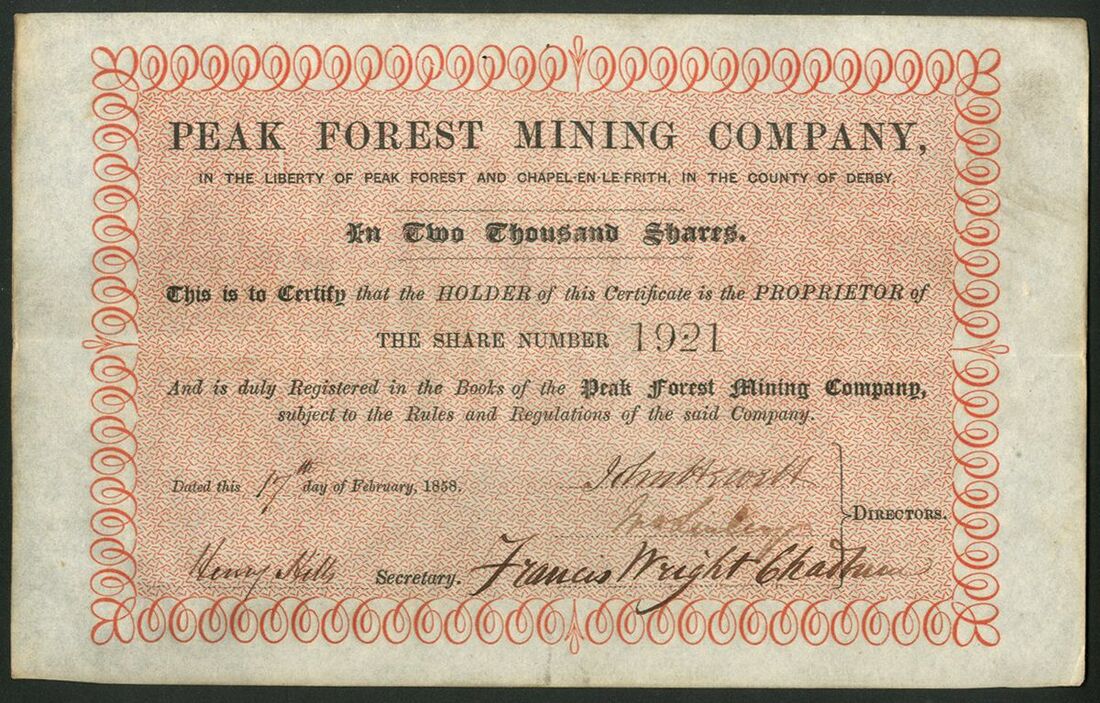 PEAK FOREST MINING COMPANY,
IN THE LIBERTY OF PEAK FOREST AND CHAPEL-EN-LE-FRITH, IN THE COUNTY OF DERBY.
In Two Thousand Shares.
This is to Certify that the HOLDER of this Certificate is the PROPRIETOR of
THE SHARE NUMBER 1921
And is duly Registered in the Books of the Peak Forest Mining Company,
subject to the Rules and Regulations of the said Company.
Dated this 17th day of February, 1858.
John
DIRECTORS.
Henry Secretary. Francis Wright